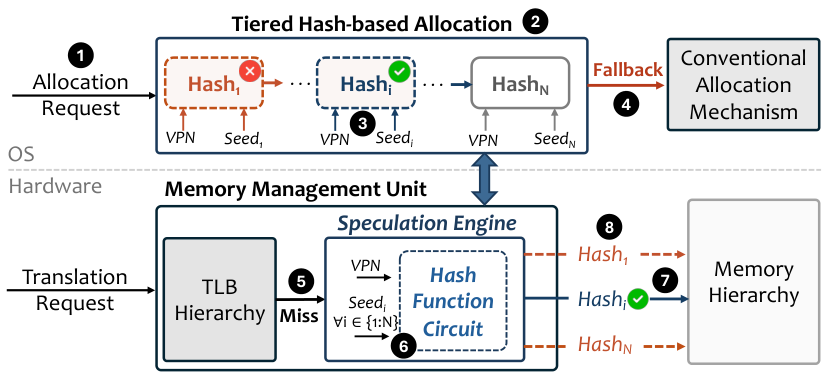 Tiered Hash-based Allocation 2
1
Allocation
Request
Hash1
...
Hashi
...
HashN
VPN
Seed1
3
VPN
Seedi
VPN
SeedN
Fallback
4
Conventional
Allocation
Mechanism
OS
Hardware
Memory Management Unit
Speculation Engine
Translation
Request
TLB
Hierarchy
5
Miss
VPN
Seedi
∀i ∈ {1:N}
6
Hash
Function
Circuit
8
Hash1
Hashi
7
HashN
Memory
Hierarchy